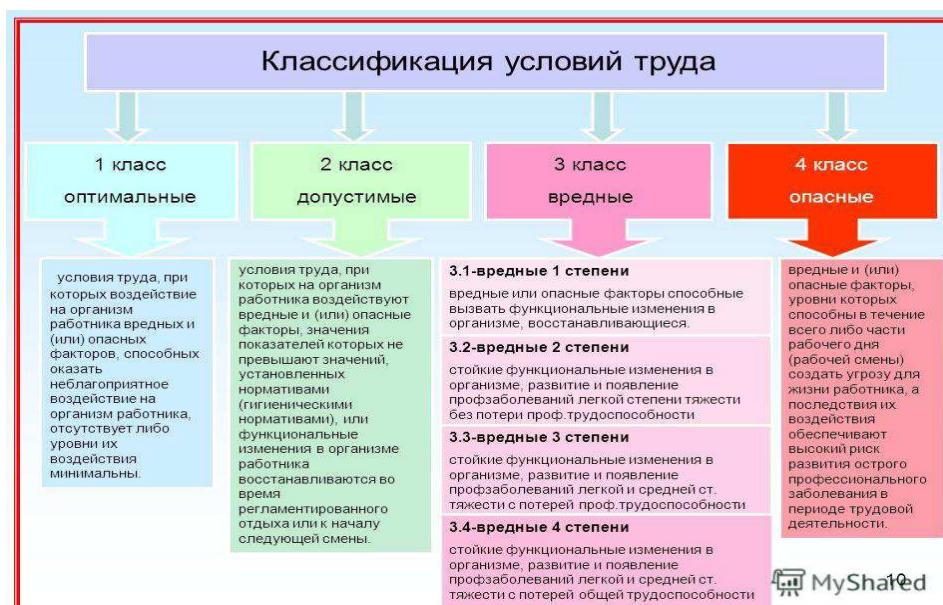 Классификация условий труда
1 класс
оптимальные
2 класс
допустимые
3 класс
вредные
4 класс
опасные
условия труда, при
которых воздействие
на организм
работника вредных и
(или) опасных
факторов, способных
оказать
неблагоприятное
воздействие на
организм работника,
отсутствует либо
уровни их
воздействия
минимальны.
условия труда, при
которых на организм
работника воздействуют
вредные и (или) опасные
факторы, значения
показателей которых не
превышают значений,
установленных
нормативами
(гигиеническими
нормативами), или
функциональные
изменения в организме
работника
восстанавливаются во
время
регламентированного
отдыха или к началу
следующей смены.
3.1-вредные 1 степени
вредные или опасные факторы способные
вызвать функциональные изменения в
организме, восстанавливающиеся.
3.2-вредные 2 степени
стойкие функциональные изменения в
организме, развитие и появление
профзаболеваний легкой степени тяжести
без потери проф.трудоспособности
3.3-вредные 3 степени
стойкие функциональные изменения в
организме, развитие и появление
профзаболеваний легкой и средней ст.
тяжести с потерей проф.трудоспособности
3.4-вредные 4 степени
стойкие функциональные изменения в
организме, развитие и появление
профзаболеваний легкой и средней ст.
тяжести с потерей общей трудоспособности
вредные и (или)
опасные факторы,
уровни которых
способны в течение
всего либо части
рабочего дня
(рабочей смены)
создать угрозу для
жизни работника, а
последствия их
воздействия
обеспечивают
высокий риск
развития острого
профессионального
заболевания в
периоде трудовой
деятельности.
10
MyShared